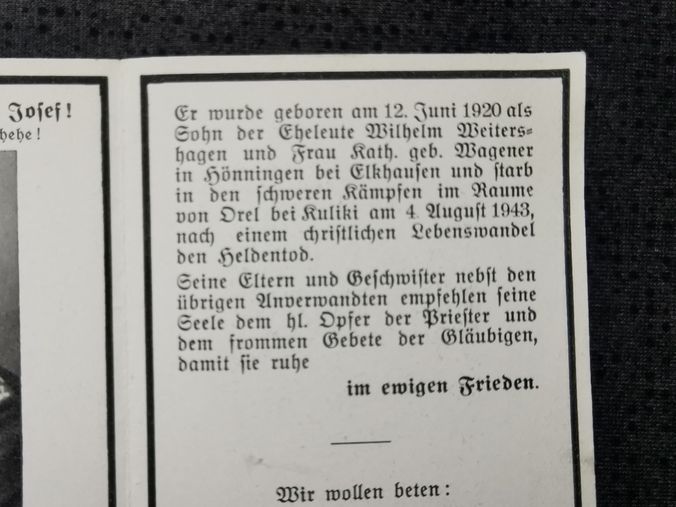 Josef!
Er wurde geboren am 12. Juni 1920 als
Sohn der Eheleute Wilhelm Weiters-
hagen und Frau Kath. geb. Wagener
in Hönningen bei Elkhausen und starb
in den schweren Kämpfen im Raume
von Orel bei Kuliki am 4. August 1943,
nach einem christlichen Lebenswandel
den Heldentod.
Seine Eltern und Geschwister nebst den
übrigen Anverwandten empfehlen seine
Seele dem hl. Opfer der Priester und
dem frommen Gebete der Gläubigen,
damit sie ruhe
im ewigen Frieden.
Wir wollen beten: